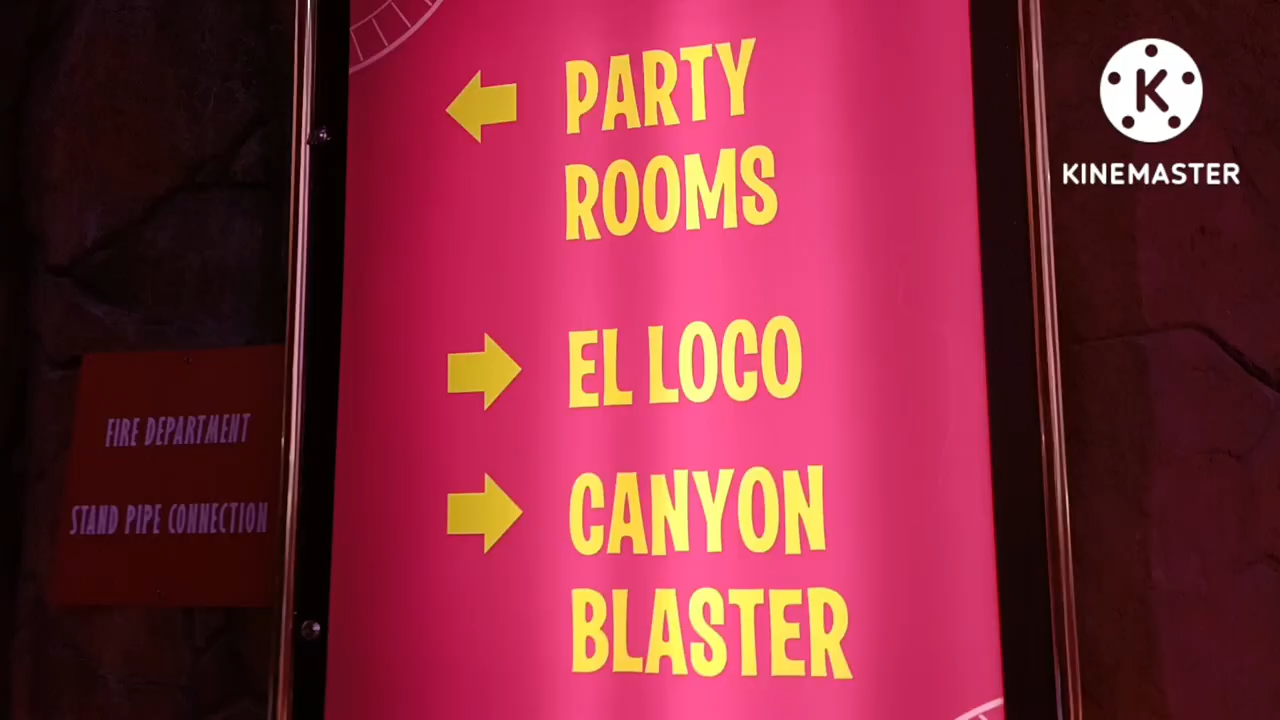 PARTY
ROOMS
EL LOCO
CANYON
BLASTER
FIRE DEPARTMENT
STAND PIPE CONNECTION
K
KINEMASTER